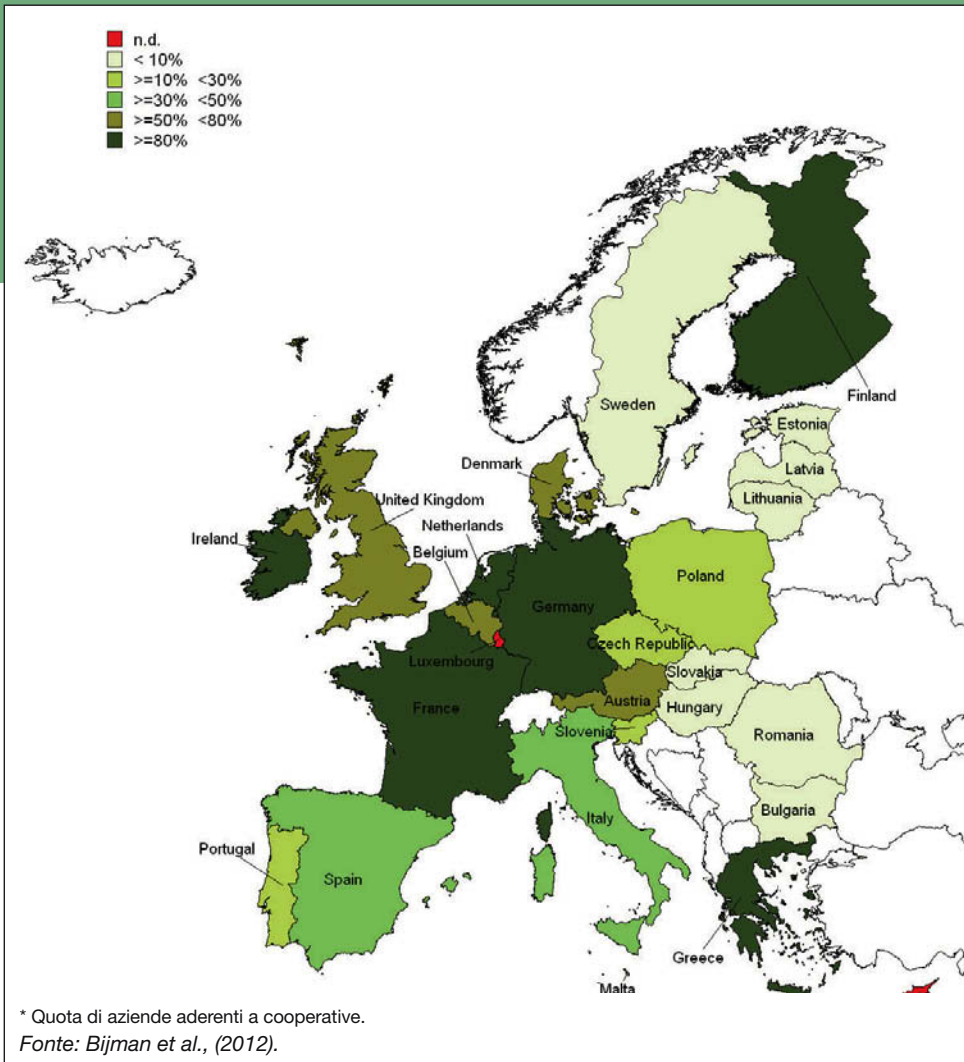 n.d.
< 10%
>=10% <30%
>=30% <50%
>=50% <80%
>=80%
Finland
Sweden
Estonia
Latvia
Lithuania
Denmark
United Kingdom
Netherlands
Ireland
Belgium
Poland
Germany
Czech Republic
Luxembourg
Slovakia
Austria
France
Hungary
Slovenia
Romania
Bulgaria
Italy
Portugal
Spain
Greece
Malta
* Quota di aziende aderenti a cooperative.
Fonte: Bijman et al., (2012).